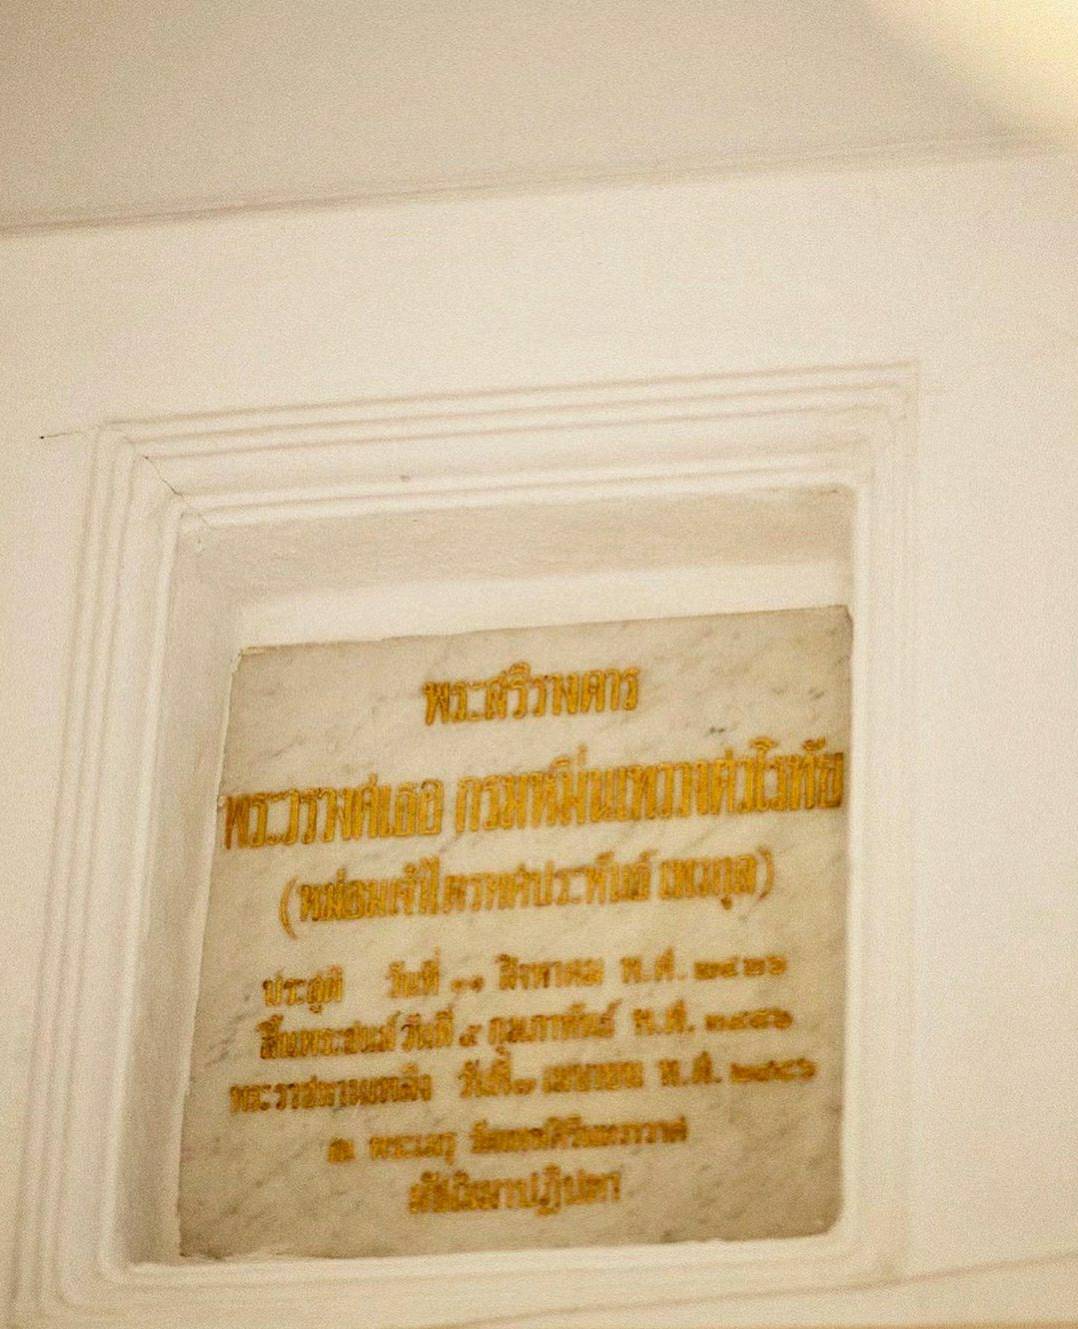 พระสรีรางคาร
พระวรวงศ์เธอ กรมหมื่นเทววงศวโรทัย
(หม่อมเจ้าไตรทศประพันธ์ เทวกุล)
ประสูติ วันที่ ๑๑ สิงหาคม พ.ศ. ๒๔๒๖
สิ้นพระชนม์ วันที่ ๕ กุมภาพันธ์ พ.ศ. ๒๔๘๖
พระราชทานเพลิง วันที่ เมษายน พ.ศ.
ณ พระเมรุ วัดเทพศิรินทราวาส